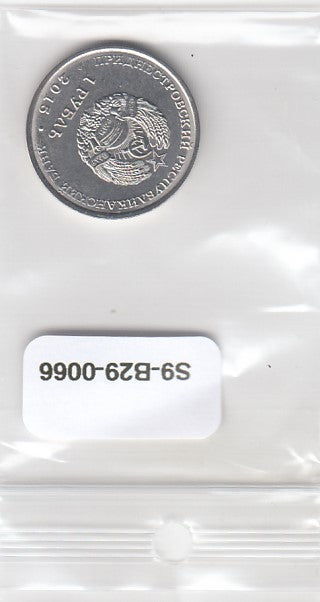 ПРИДНЕСТРОВСКИЙ РЕСПУБЛИКАНСКИЙ БАНК
1 РУБЛЬ
2015
S9-B29-0066